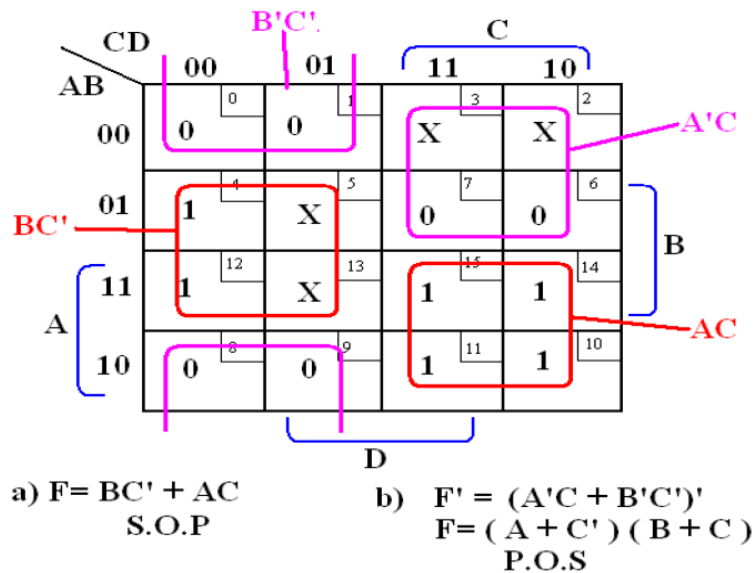 B'C'
CD C
00 01 11 10
AB
00 0 0 0 1 X 3 X 2 A'C
01 1 4 X 5 0 7 0 6
BC' B
11 1 12 X 13 1 15 1 14
A AC
10 0 8 0 9 1 11 1 10
D
a) F= BC' + AC
S.O.P
b) F' = (A'C + B'C')'
F= ( A + C' ) ( B + C )
P.O.S